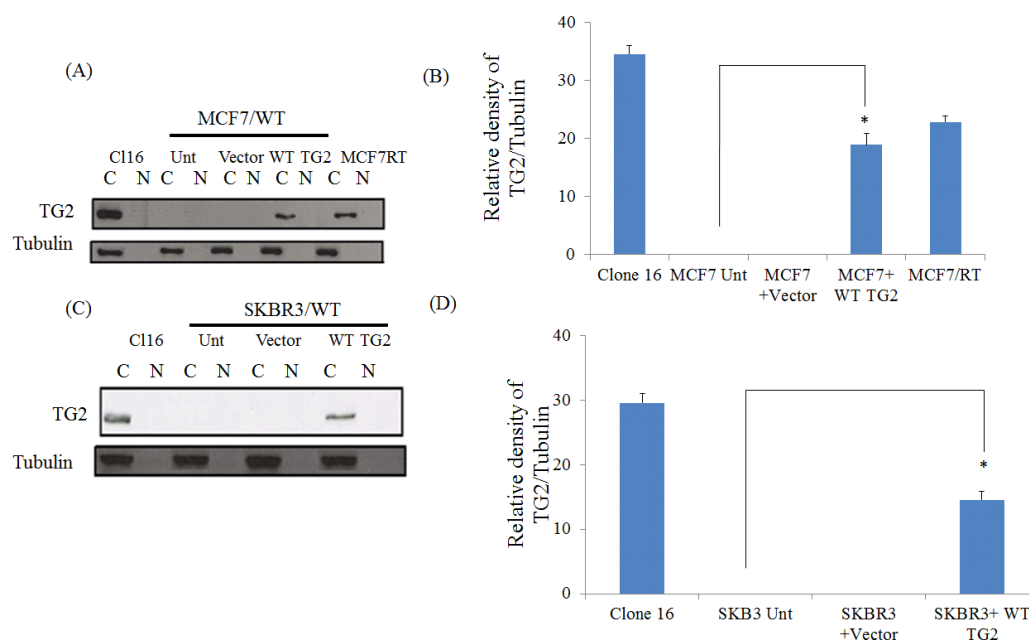 (A)
MCF7/WT
Cl16 Unt Vector WT TG2 MCF7RT
C N C N C N C N C N
TG2
Tubulin
(B)
Relative density of
TG2/Tubulin
40
30
20
10
0
*
Clone 16 MCF7 Unt MCF7 +Vector MCF7+ WT TG2 MCF7/RT
(C)
SKBR3/WT
Cl16 Unt Vector WT TG2
C N C N C N C N
TG2
Tubulin
(D)
Relative density of
TG2/Tubulin
40
30
20
10
0
*
Clone 16 SKB3 Unt SKBR3 +Vector SKBR3+ WT TG2